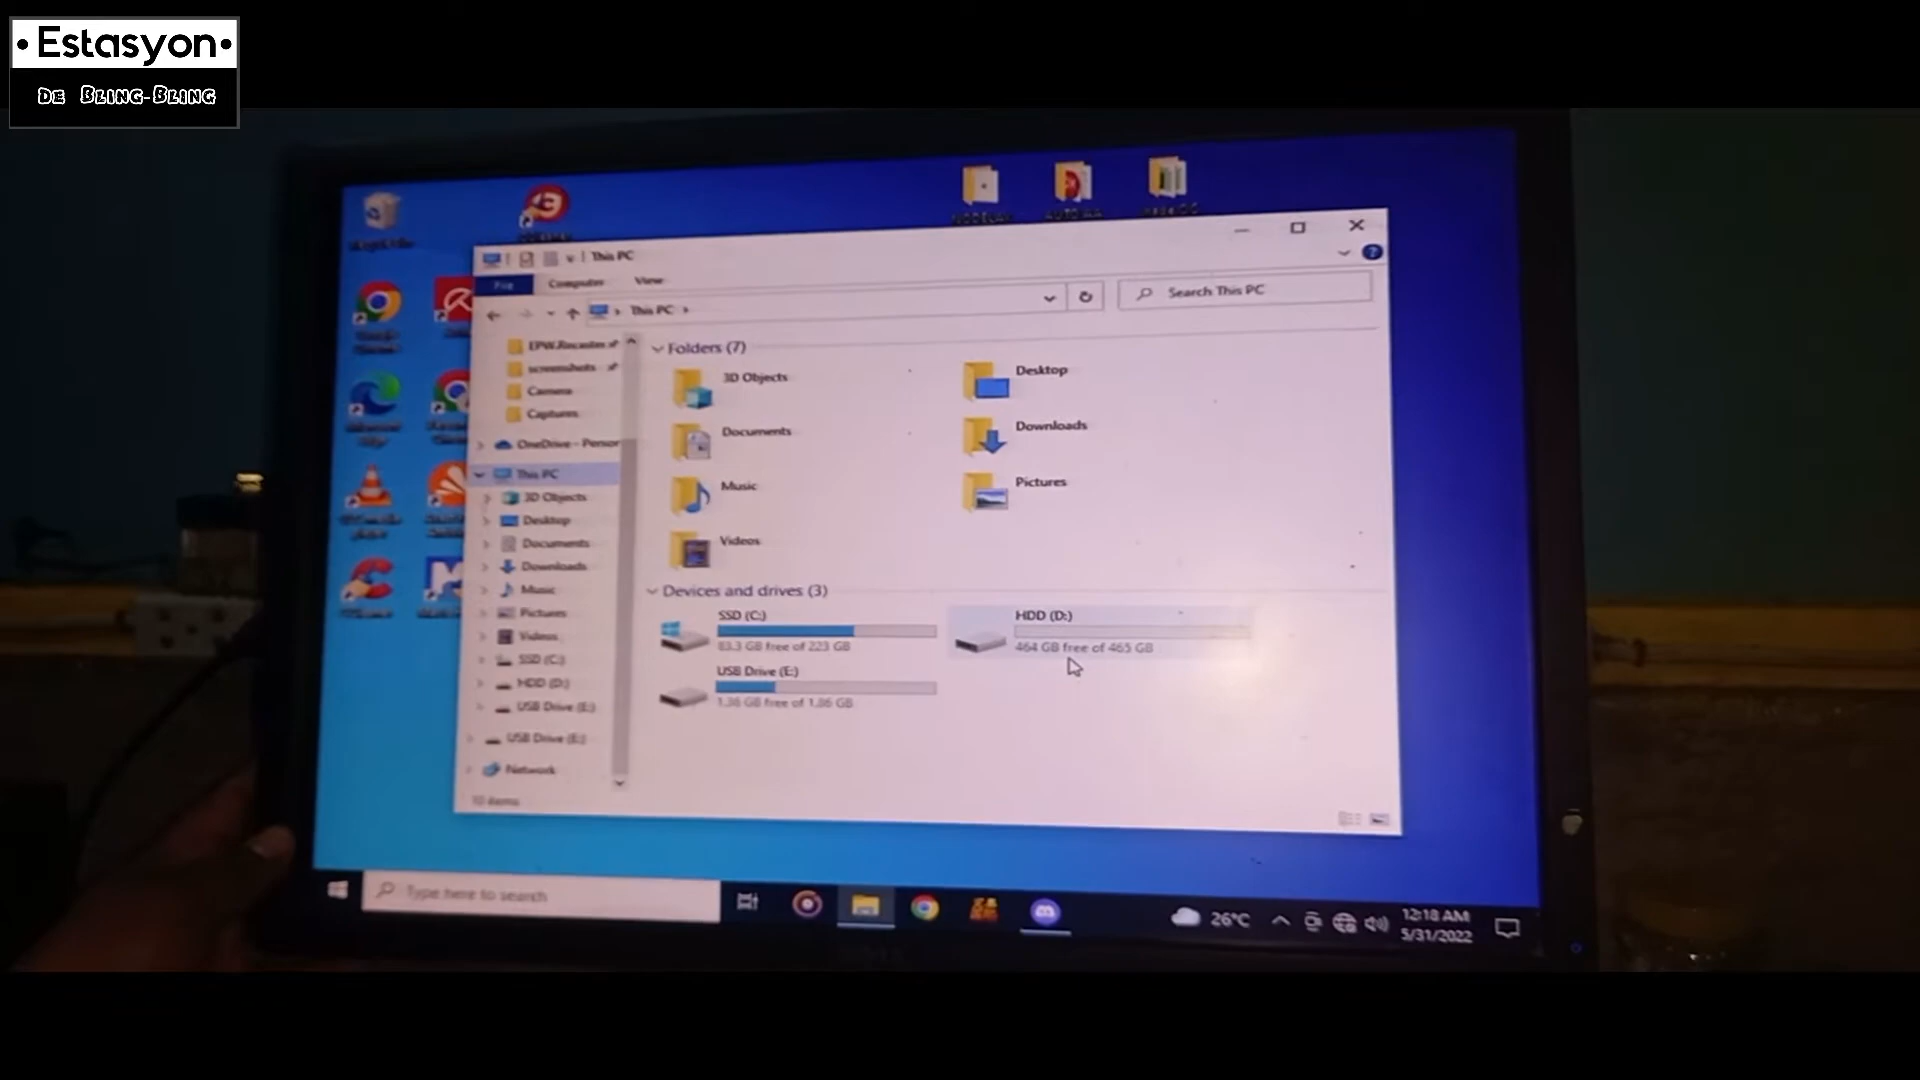 •Estasyon•
DE BLING-BLING
This PC
File Computer View
This PC
Search This PC
screenshots
Camera
Captures
OneDrive - Person
This PC
3D Objects
Desktop
Documents
Downloads
Music
Pictures
Videos
SSD (C:)
HDD (D:)
USB Drive (E:)
USB Drive (E:)
Network
10 items
Folders (7)
3D Objects
Desktop
Documents
Downloads
Music
Pictures
Videos
Devices and drives (3)
SSD (C:)
83.3 GB free of 223 GB
HDD (D:)
464 GB free of 465 GB
USB Drive (E:)
1.36 GB free of 1.86 GB
Type here to search
26°C
12:18 AM
5/31/2022